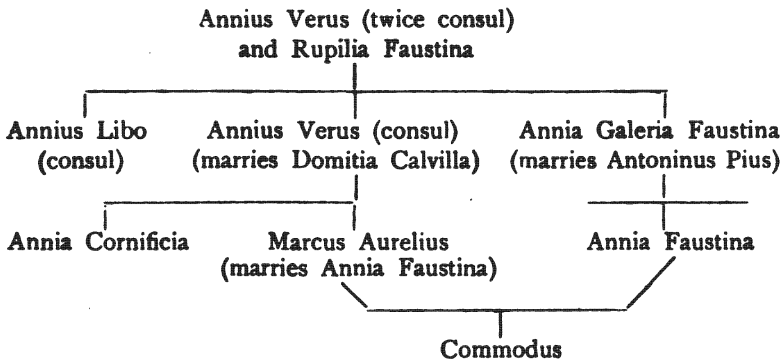 Annius Verus (twice consul)
and Rupilia Faustina
Annius Libo
(consul)
Annius Verus (consul)
(marries Domitia Calvilla)
Annia Galeria Faustina
(marries Antoninus Pius)
Annia Cornificia
Marcus Aurelius
(marries Annia Faustina)
Annia Faustina
Commodus